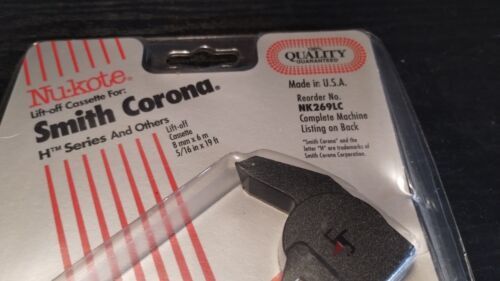 Nu-kote®
Lift-off Cassette For:
Smith Corona®
H™ Series And Others
Lift-off
Cassette
8 mm x 6 m
5/16 in x 19 ft
QUALITY
GUARANTEED
Made in U.S.A.
Reorder No.
NK269LC
Complete Machine
Listing on Back
"Smith Corona" and the
letter "H" are trademarks of
Smith Corona Corporation.